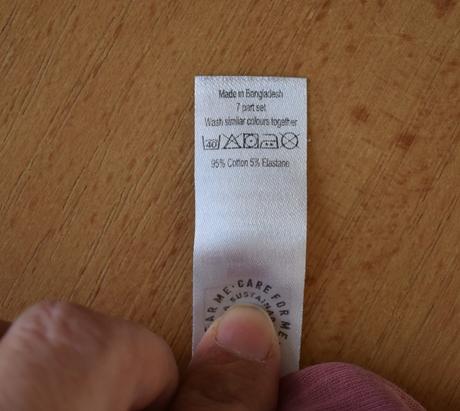 Made in Bangladesh
7 part set
Wash similar colours together
40
95% Cotton 5% Elastane
ME · CARE FOR ME
SUSTAINA